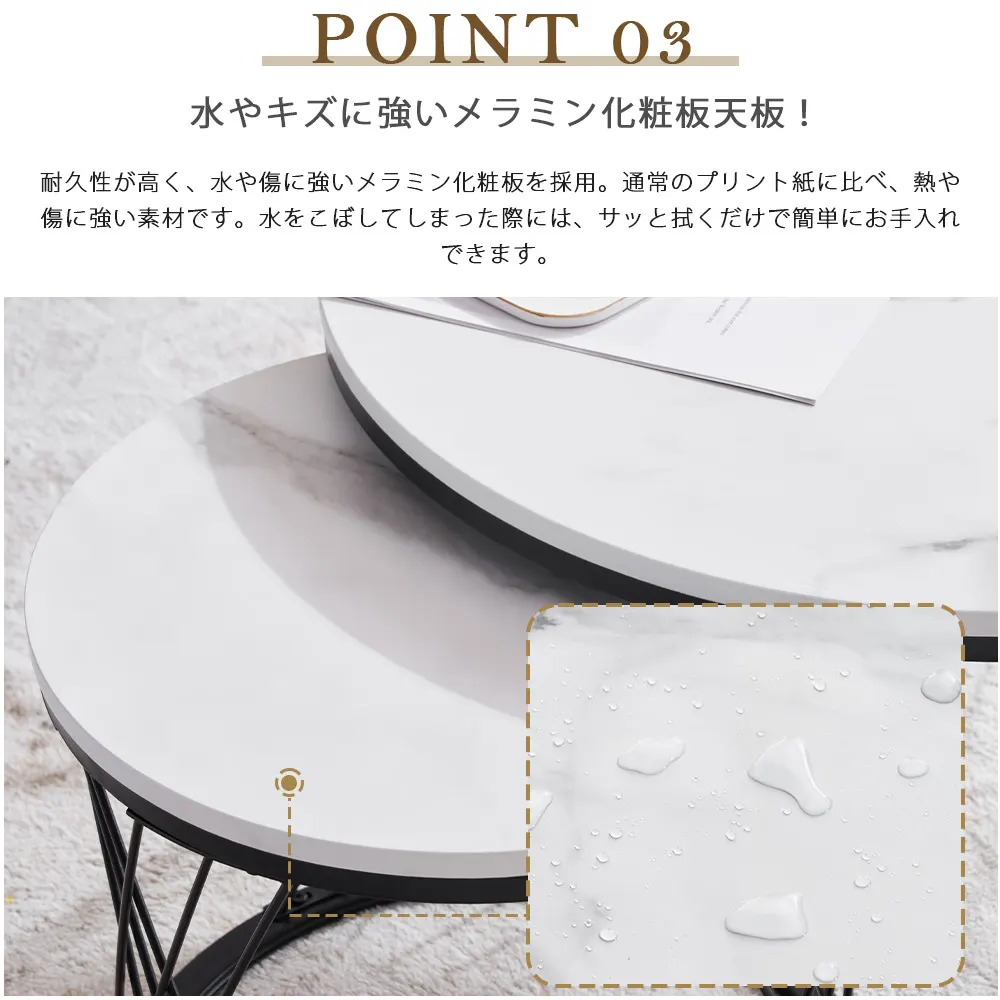 POINT 03
水やキズに強いメラミン化粧板天板！
耐久性が高く、水や傷に強いメラミン化粧板を採用。通常のプリント紙に比べ、熱や
傷に強い素材です。水をこぼしてしまった際には、サッと拭くだけで簡単にお手入れ
できます。